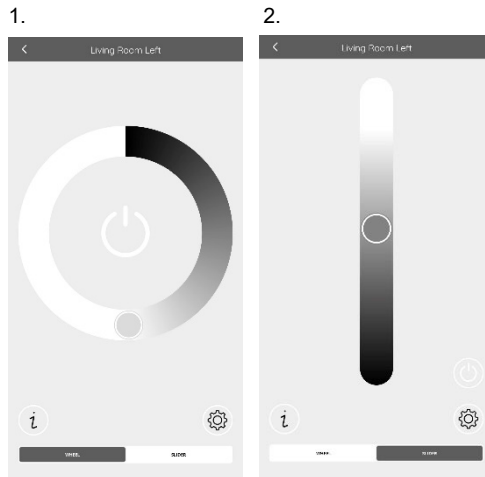 1.
2.
Living Room Left
Living Room Left
i
i
WHEEL
SLIDER
WHEEL
SLIDER